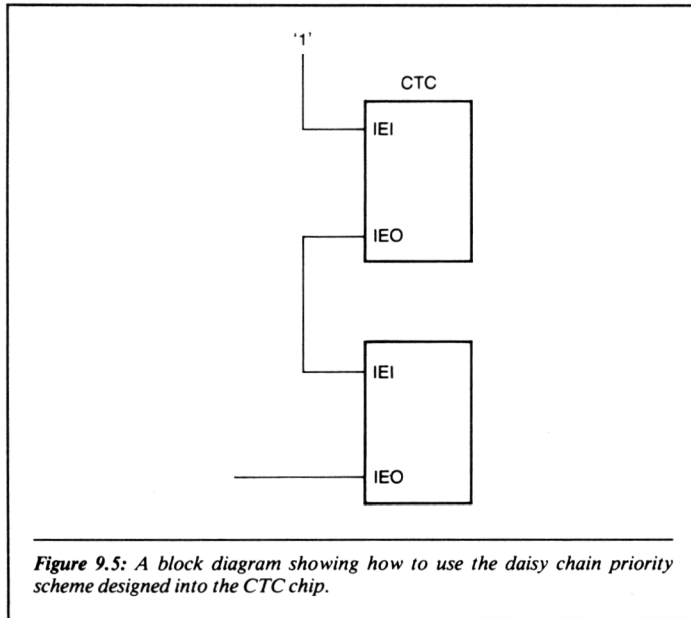 '1'
CTC
IEI
IEO
IEI
IEO
Figure 9.5: A block diagram showing how to use the daisy chain priority
scheme designed into the CTC chip.